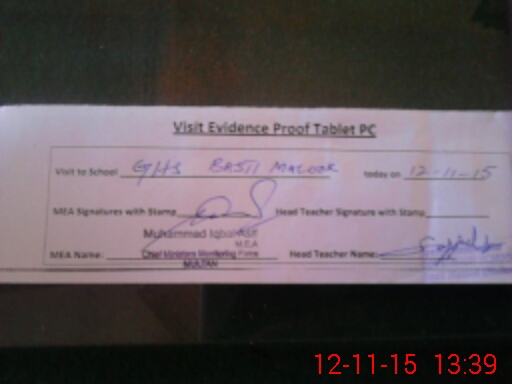 Visit Evidence Proof Tablet PC
Visit to School GHS BASTI MALOOK today on 12-11-15
MEA Signatures with Stamp Head Teacher Signature with Stamp
Muhammad Iqbal
M.E.A
MEA Name: Chief Ministers Monitoring Force Head Teacher Name:
MULTAN
12-11-15 13:39